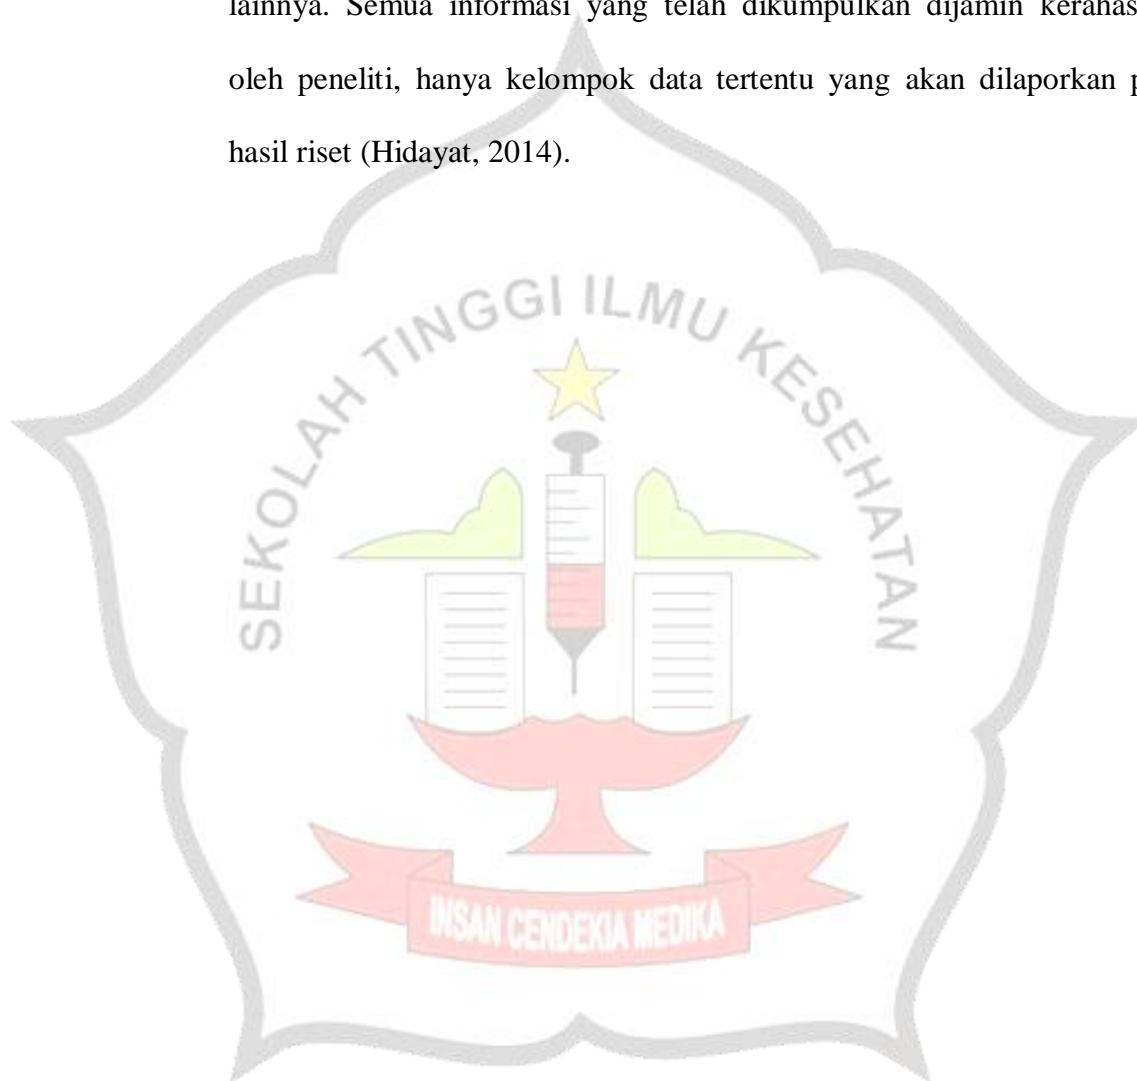 lainnya. Semua informasi yang telah dikumpulkan dijamin
oleh peneliti, hanya kelompok data tertentu yang akan dilaporkan
hasil riset (Hidayat, 2014).
SEKOLAH TINGGI ILMU KESEHATAN
INSAN CENDEKIA MEDIKA